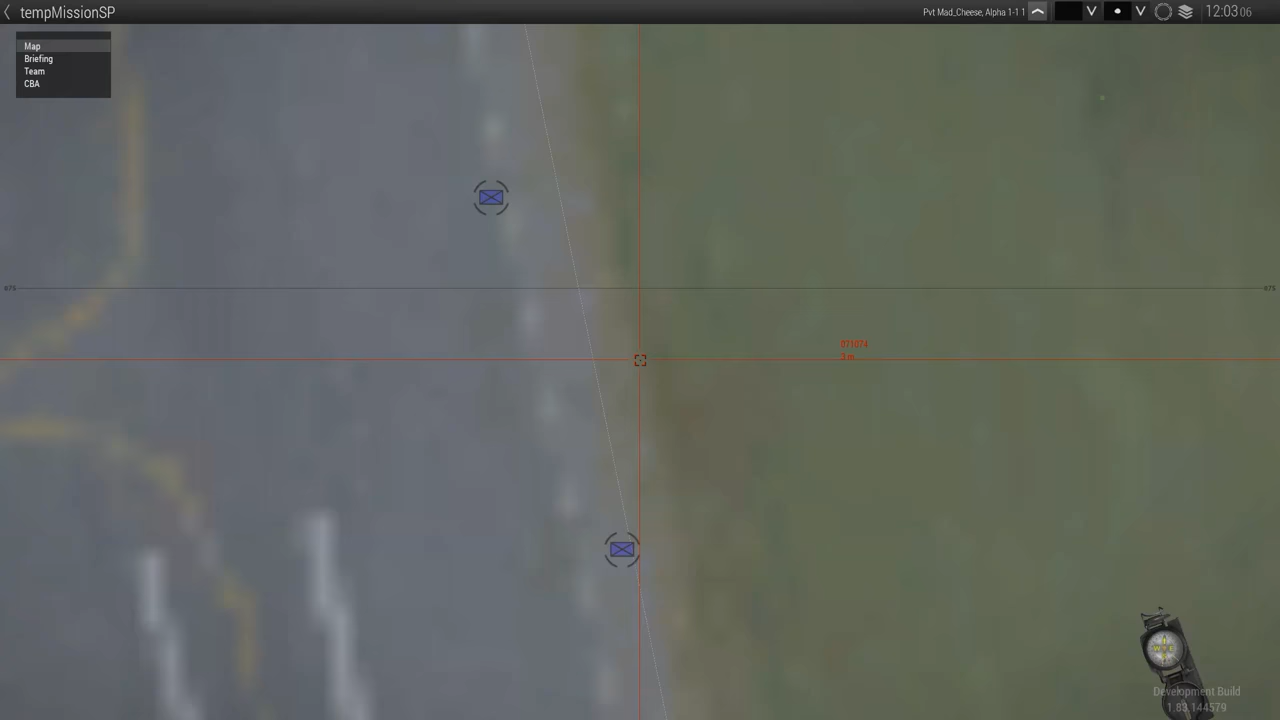 tempMissionSP
Pvt Mad_Cheese, Alpha 1-1 1
12:03 06
Map
Briefing
Team
CBA
071074
3 m
Development Build
1.83.144579